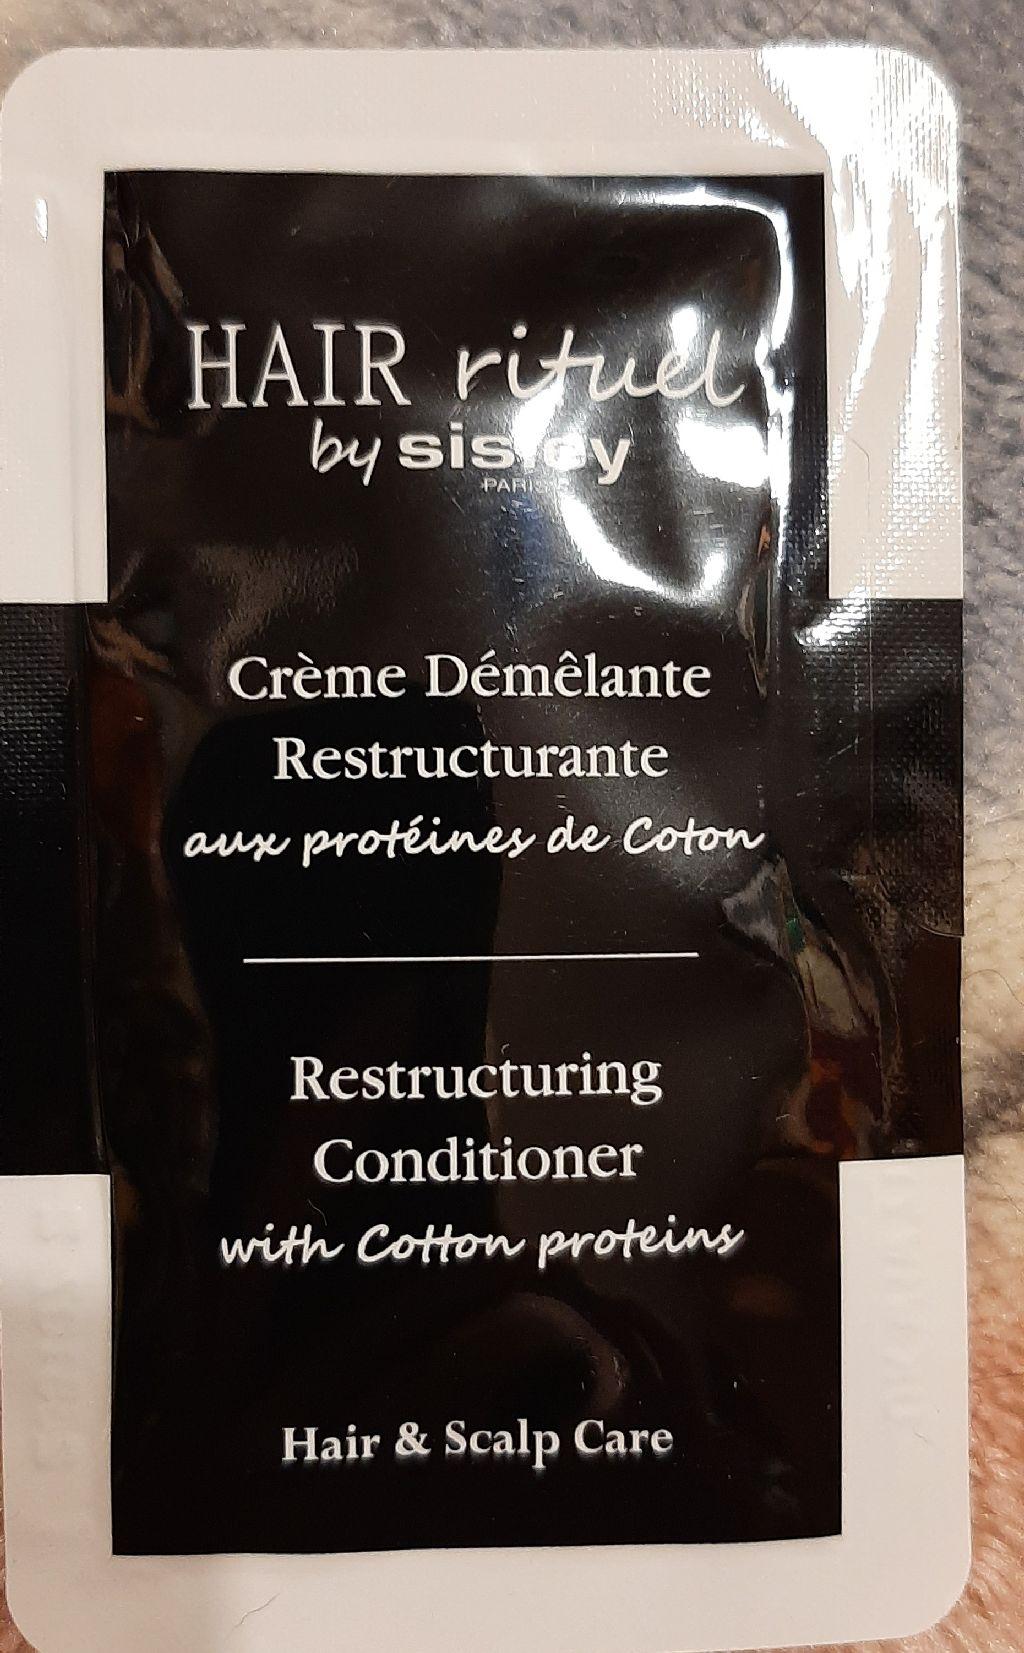 HAIR rituel
by sisley
PARIS
Crème Démêlante
Restructurante
aux protéines de Coton
Restructuring
Conditioner
with Cotton proteins
Hair & Scalp Care